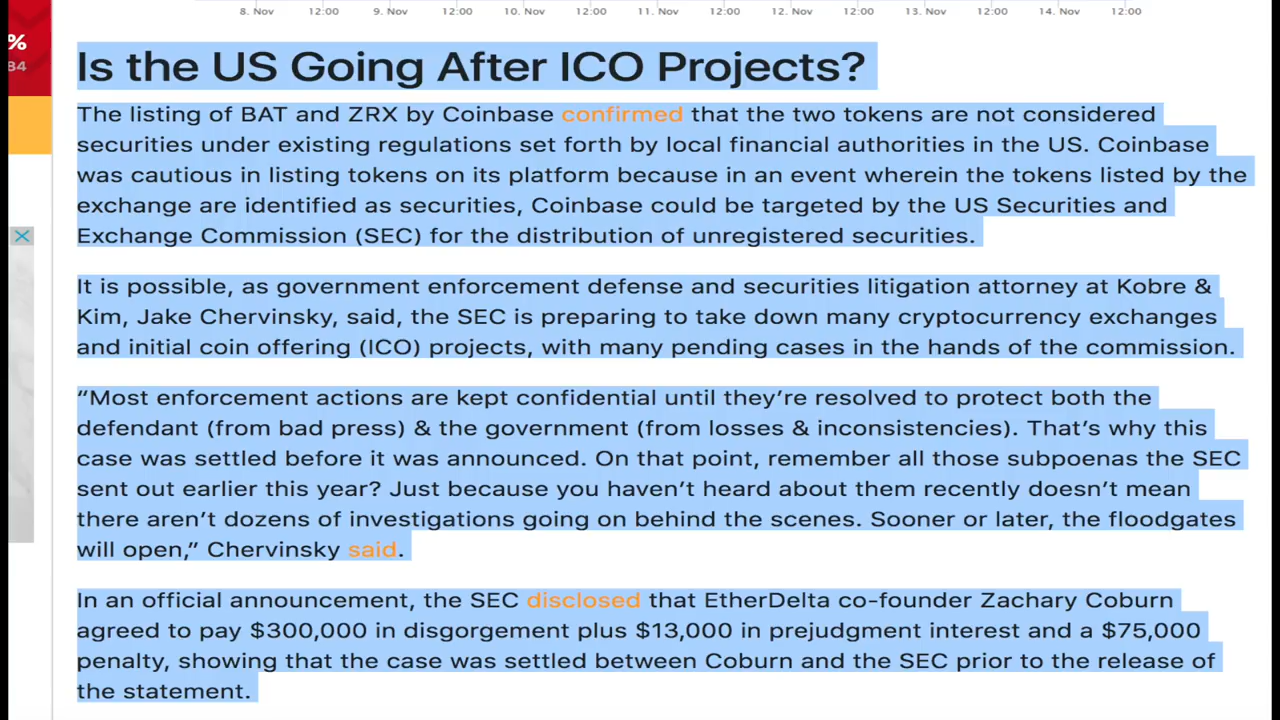 8. Nov 12:00 9. Nov 12:00 10. Nov 12:00 11. Nov 12:00 12. Nov 12:00 13. Nov 12:00 14. Nov 12:00
%
84
Is the US Going After ICO Projects?
The listing of BAT and ZRX by Coinbase confirmed that the two tokens are not considered
securities under existing regulations set forth by local financial authorities in the US. Coinbase
was cautious in listing tokens on its platform because in an event wherein the tokens listed by the
exchange are identified as securities, Coinbase could be targeted by the US Securities and
Exchange Commission (SEC) for the distribution of unregistered securities.
It is possible, as government enforcement defense and securities litigation attorney at Kobre &
Kim, Jake Chervinsky, said, the SEC is preparing to take down many cryptocurrency exchanges
and initial coin offering (ICO) projects, with many pending cases in the hands of the commission.
“Most enforcement actions are kept confidential until they’re resolved to protect both the
defendant (from bad press) & the government (from losses & inconsistencies). That’s why this
case was settled before it was announced. On that point, remember all those subpoenas the SEC
sent out earlier this year? Just because you haven’t heard about them recently doesn’t mean
there aren’t dozens of investigations going on behind the scenes. Sooner or later, the floodgates
will open,” Chervinsky said.
In an official announcement, the SEC disclosed that EtherDelta co-founder Zachary Coburn
agreed to pay $300,000 in disgorgement plus $13,000 in prejudgment interest and a $75,000
penalty, showing that the case was settled between Coburn and the SEC prior to the release of
the statement.